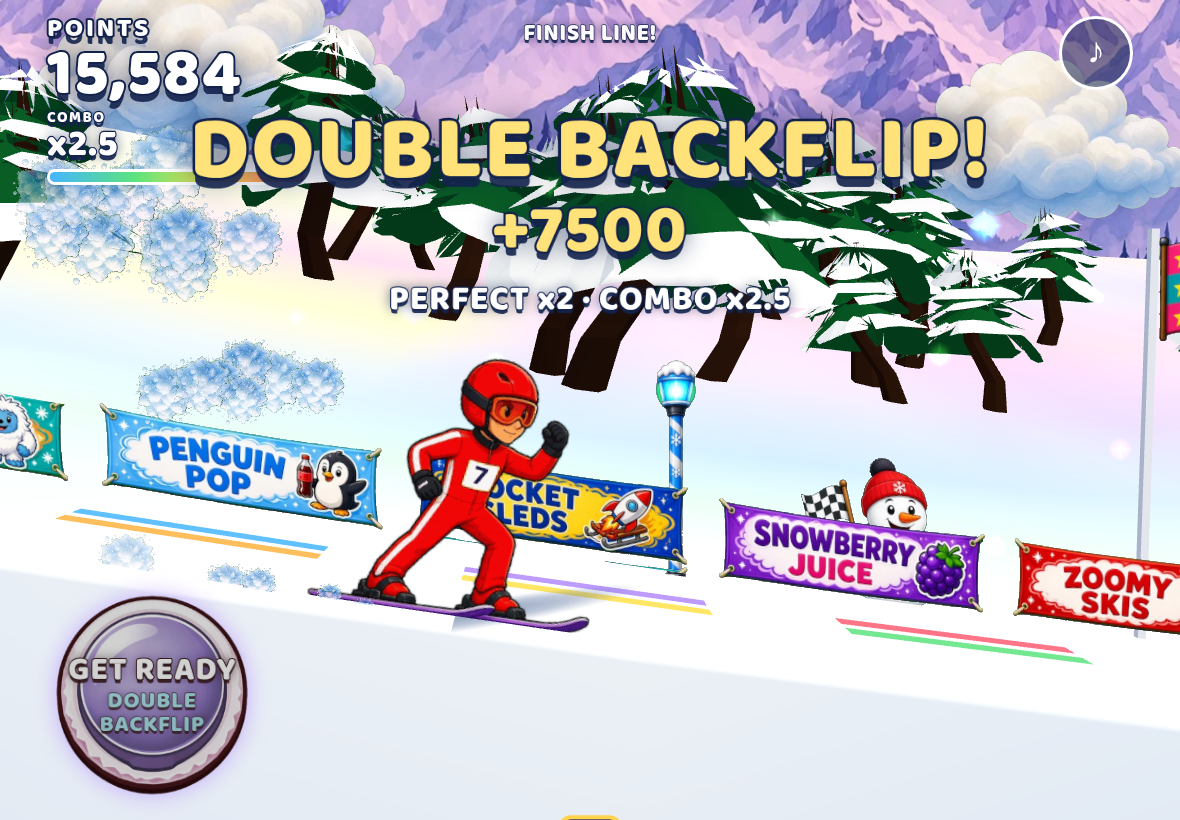 POINTS
15,584
COMBO
x2.5
FINISH LINE!
DOUBLE BACKFLIP!
+7500
PERFECT x2 · COMBO x2.5
PENGUIN
POP
7
SNOWBERRY
JUICE
ZOOMY
SKIS
GET READY
DOUBLE
BACKFLIP